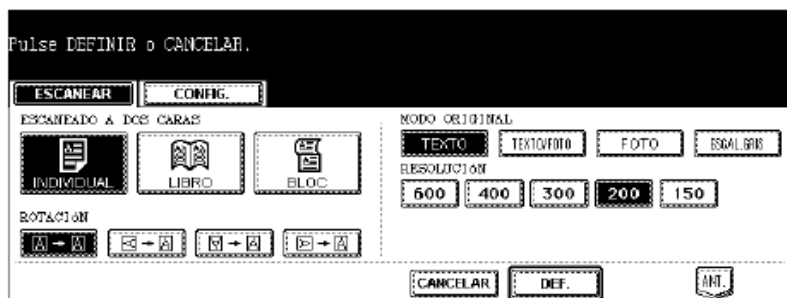 Pulse DEFINIR o CANCELAR.
ESCANEAR CONFIG.
ESCANEADO A DOS CARAS
INDIVIDUAL LIBRO BLOC
ROTACIÓN
A → A A → A A → A A → A
MODO ORIGINAL
TEXTO TEXTO/FOTO FOTO ESCAL.GRIS
RESOLUCIÓN
600 400 300 200 150
CANCELAR DEF. ANT.